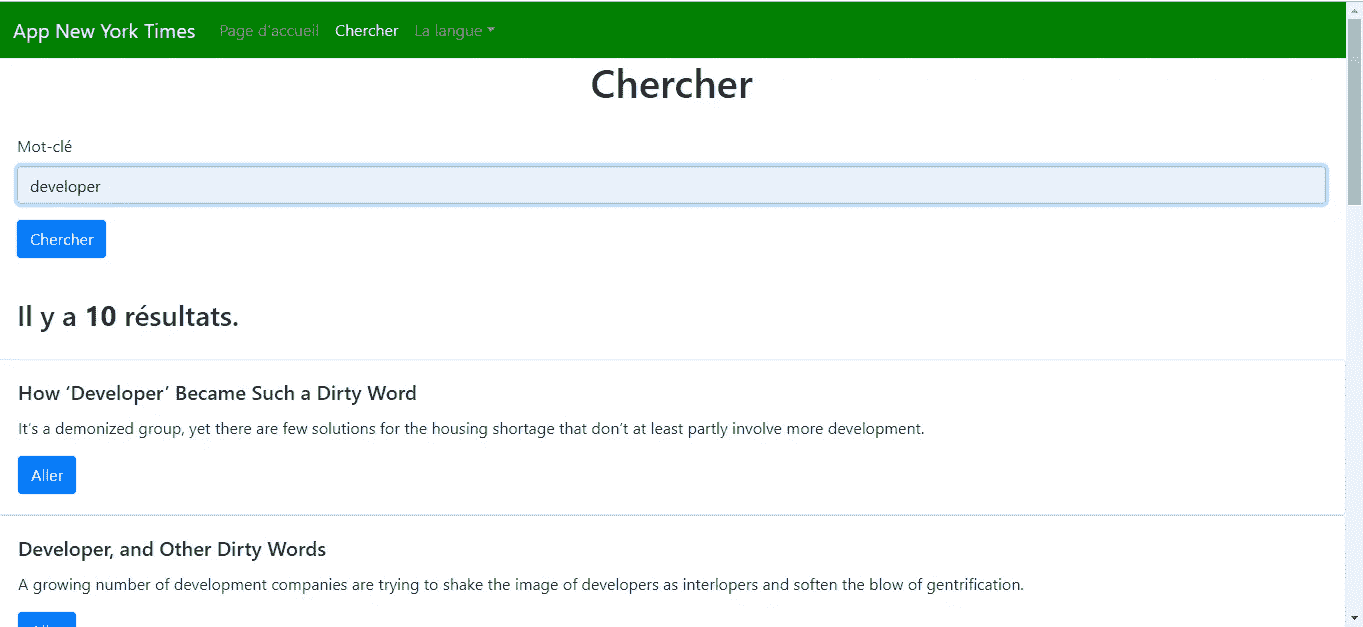 App New York Times Page d'accueil Chercher La langue
Chercher
Mot-clé
developer
Chercher
Il y a 10 résultats.
How ‘Developer’ Became Such a Dirty Word
It’s a demonized group, yet there are few solutions for the housing shortage that don’t at least partly involve more development.
Aller
Developer, and Other Dirty Words
A growing number of development companies are trying to shake the image of developers as interlopers and soften the blow of gentrification.